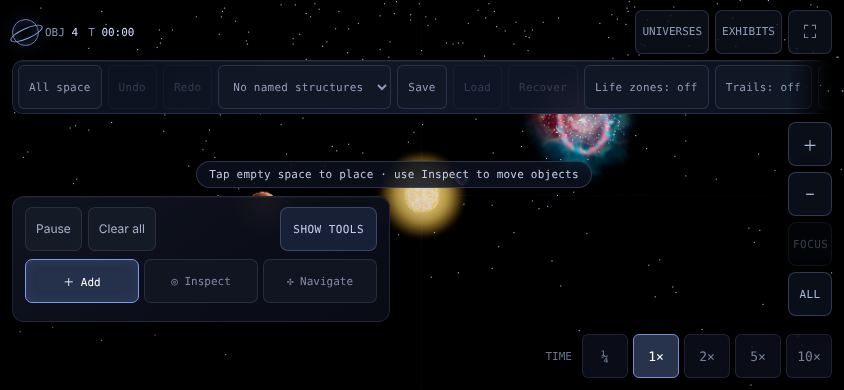 OBJ 4 T 00:00
UNIVERSES
EXHIBITS
All space
Undo
Redo
No named structures
Save
Load
Recover
Life zones: off
Trails: off
+
Tap empty space to place · use Inspect to move objects
−
Pause
Clear all
SHOW TOOLS
FOCUS
+ Add
◎ Inspect
✣ Navigate
ALL
TIME
¼
1×
2×
5×
10×